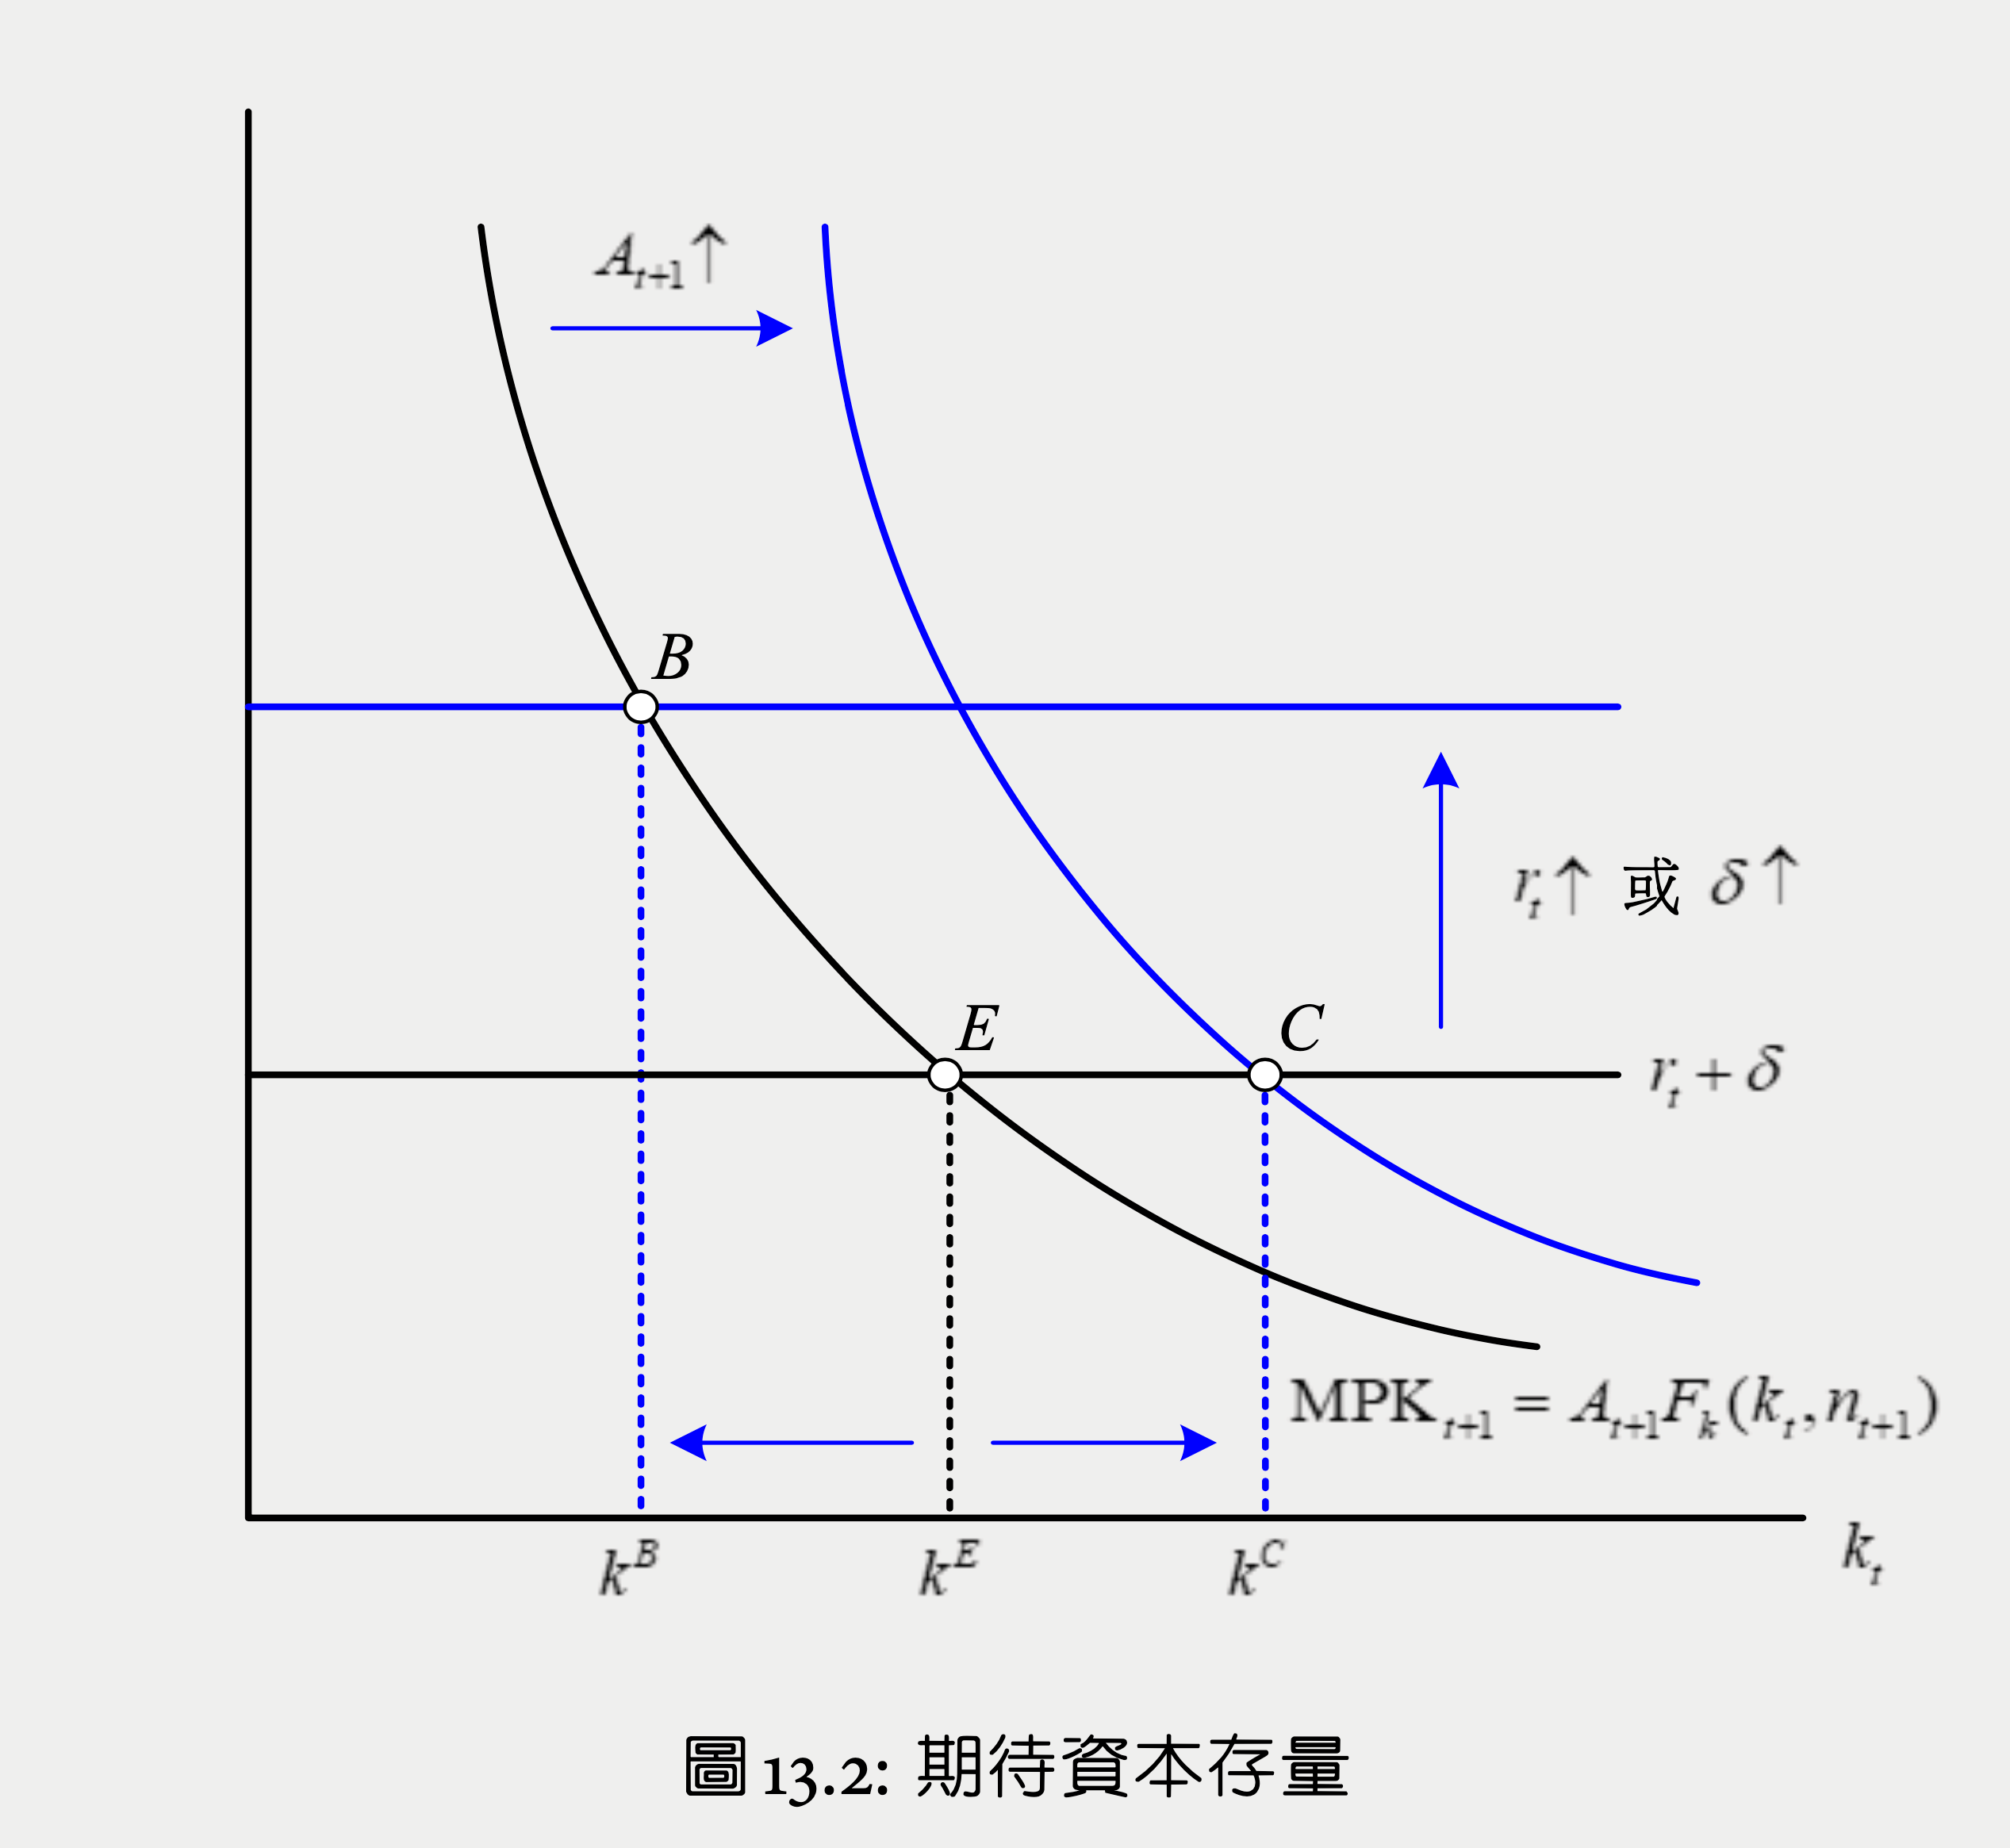 A_{t+1}↑
B
r_t↑ 或 δ↑
E
C
r_t + δ
MPK_{t+1} = A_{t+1}F_k(k_t, n_{t+1})
k^B
k^E
k^C
k_t
圖 13.2: 期待資本存量